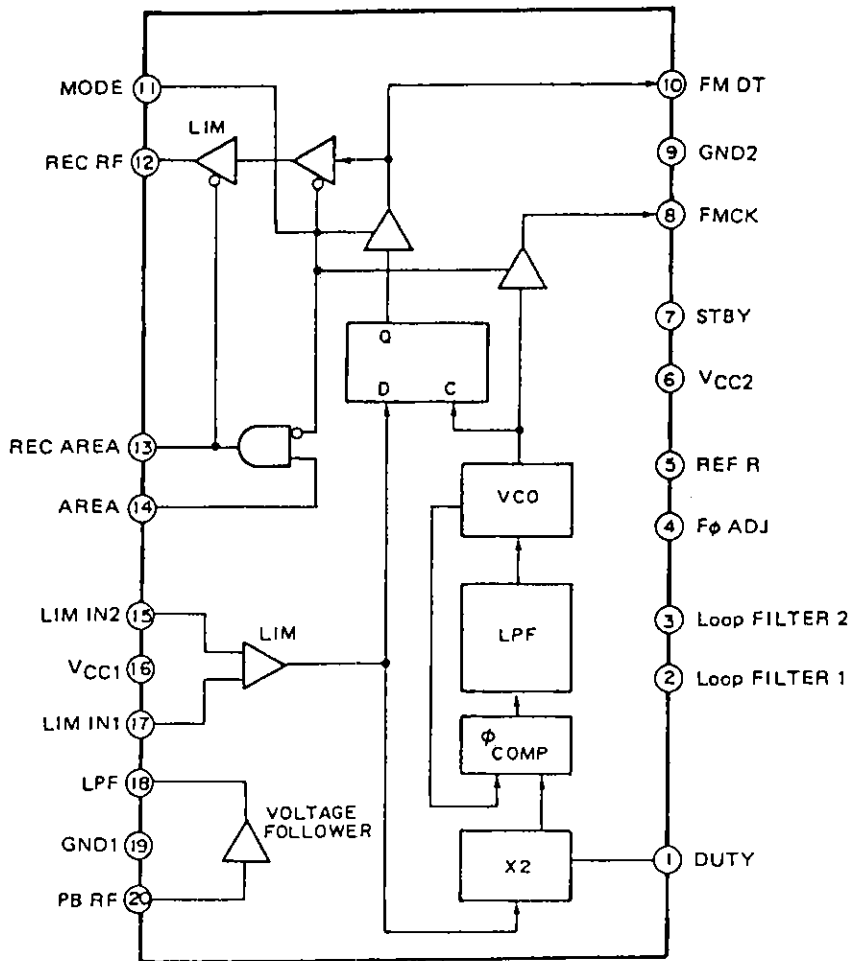 MODE
11
10
FM DT
LIM
REC RF
12
9
GND2
8
FMCK
7
STBY
Q
6
VCC2
D
C
REC AREA
13
5
REF R
VCO
AREA
14
4
Fϕ ADJ
LIM IN2
15
LIM
LPF
3
Loop FILTER 2
VCC1
16
2
Loop FILTER 1
LIM IN1
17
ϕ
COMP
LPF
18
VOLTAGE
FOLLOWER
GND1
19
X2
1
DUTY
PB RF
20